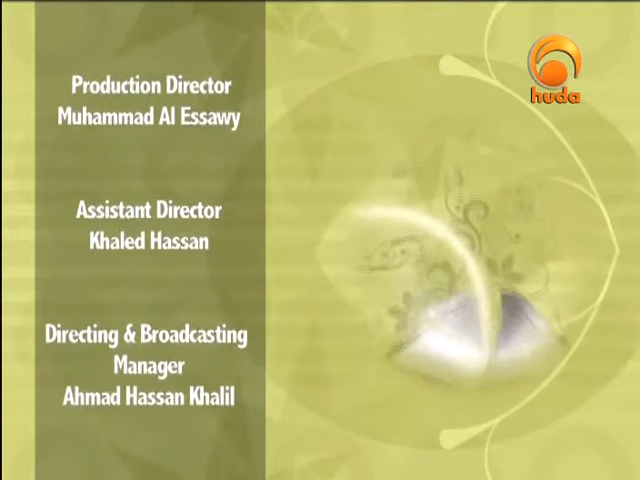 Production Director
Muhammad Al Essawy
Assistant Director
Khaled Hassan
Directing & Broadcasting
Manager
Ahmad Hassan Khalil
huda